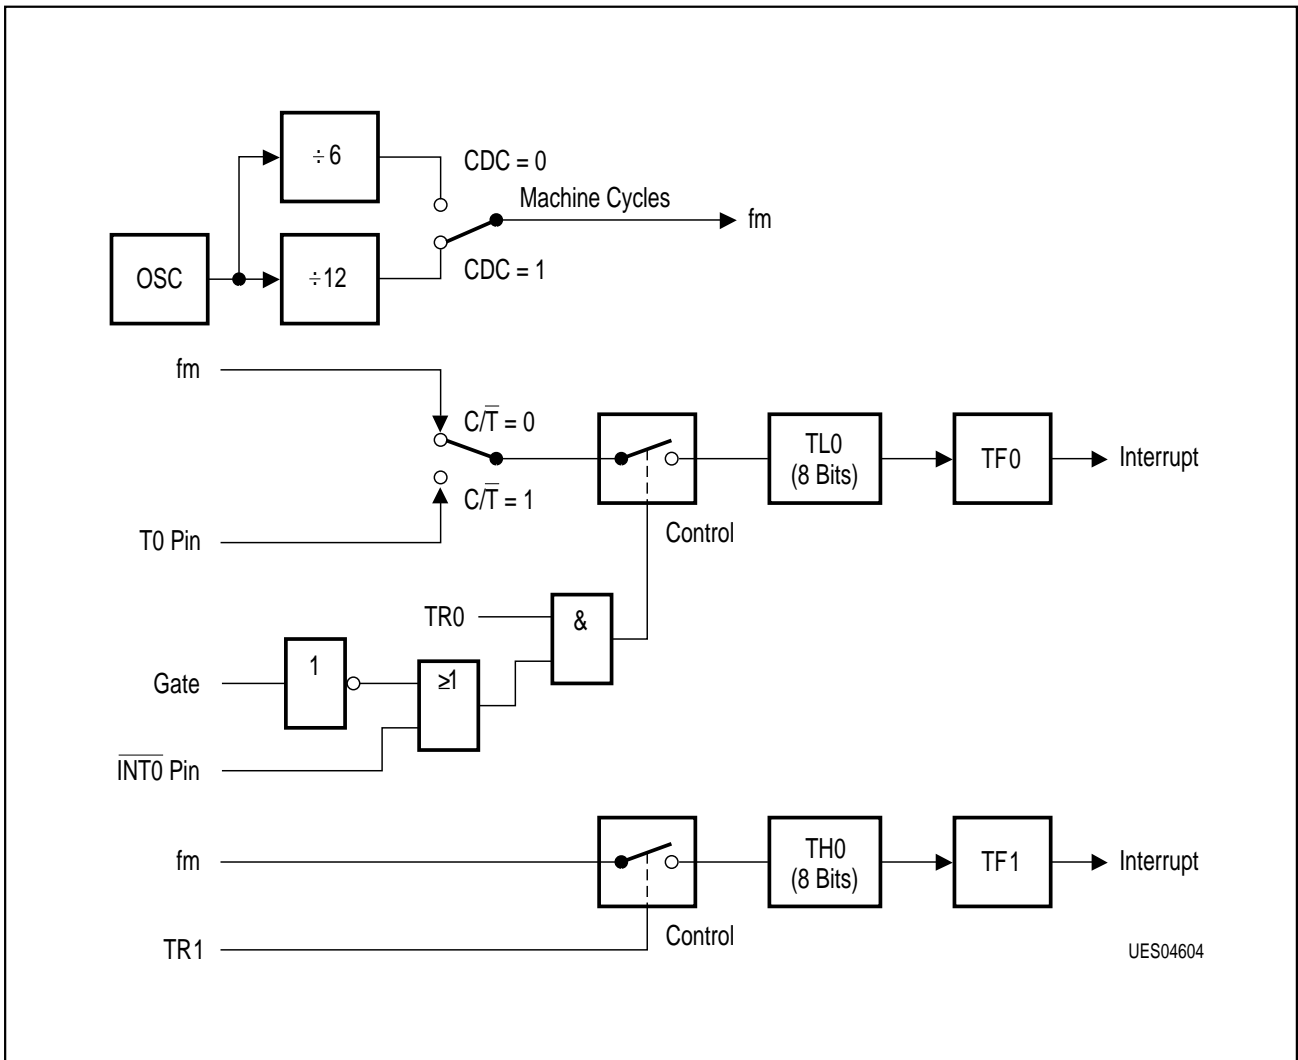 ÷ 6
CDC = 0
Machine Cycles
fm
OSC
÷ 12
CDC = 1
fm
C/T̅ = 0
TL0
(8 Bits)
TF0
Interrupt
C/T̅ = 1
T0 Pin
Control
TR0
&
Gate
1
≥1
I̅N̅T̅0̅ Pin
fm
TH0
(8 Bits)
TF1
Interrupt
TR1
Control
UES04604